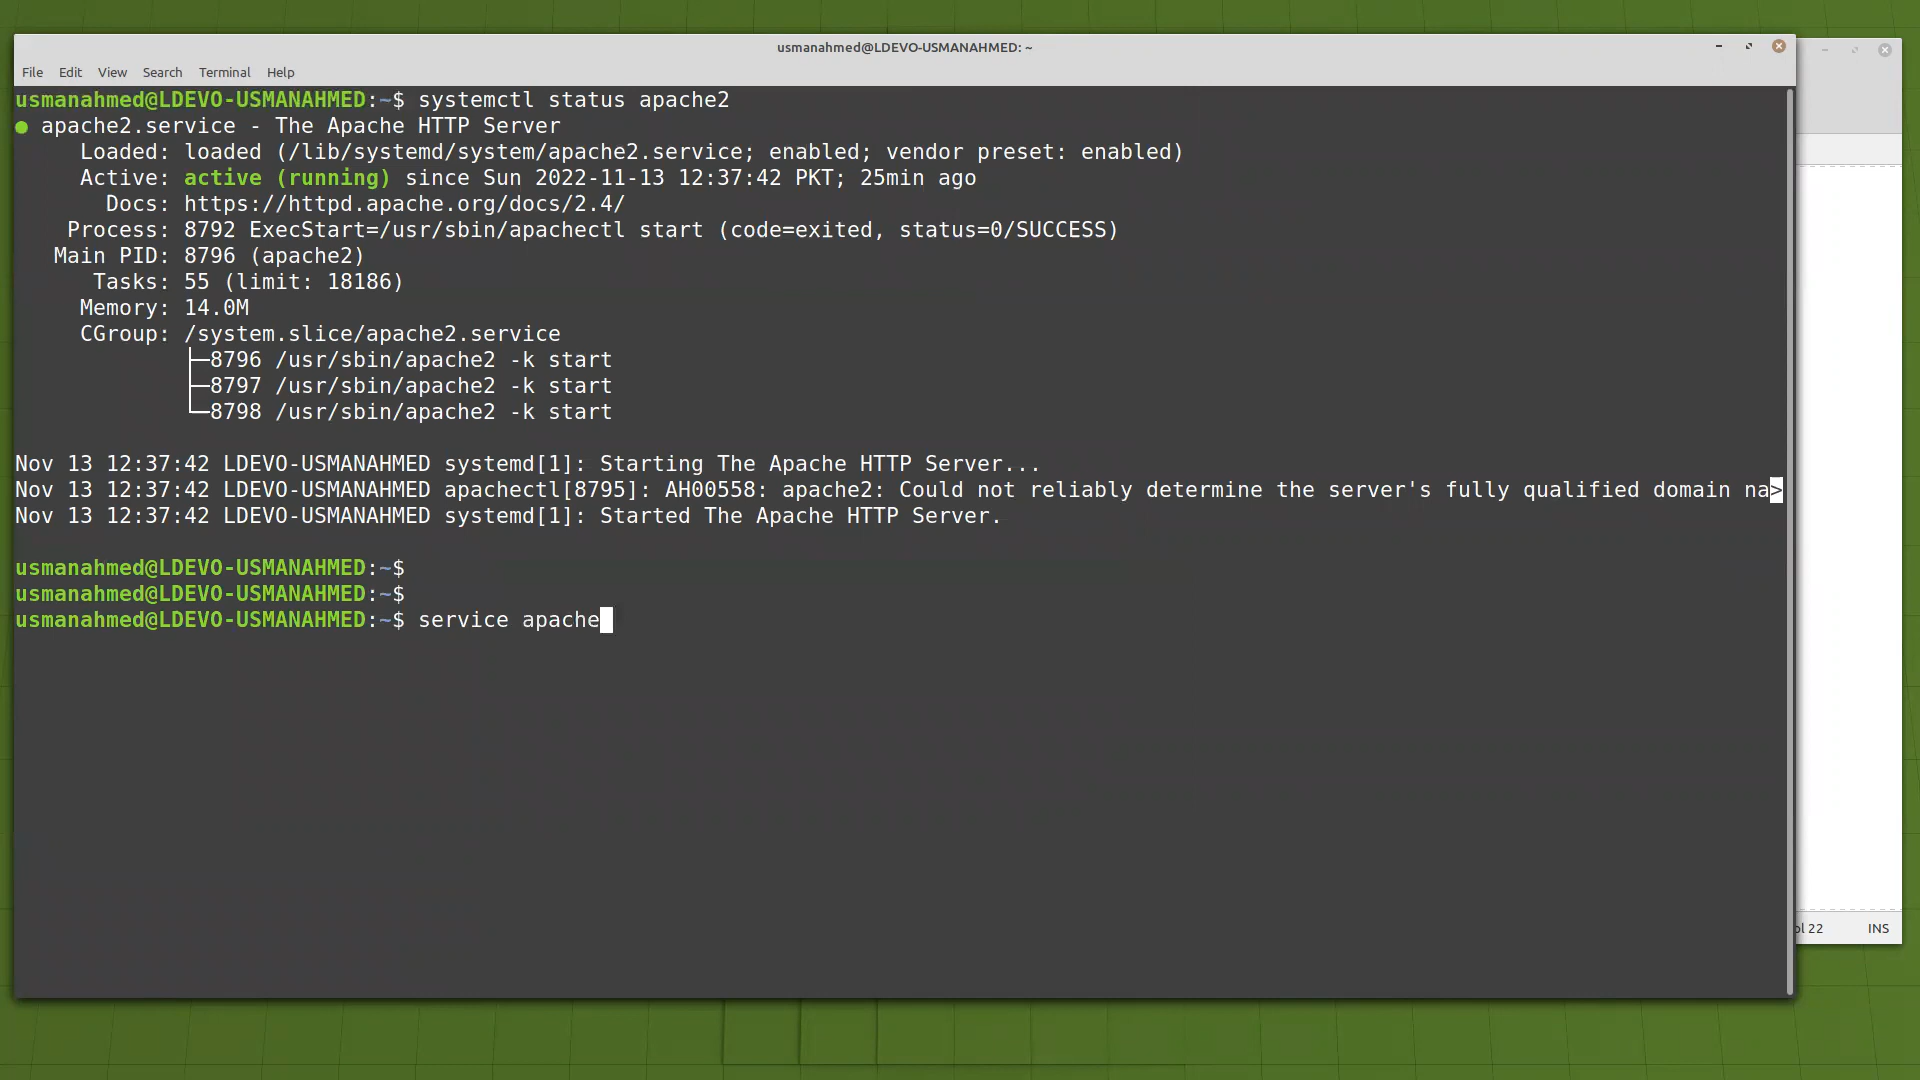 usmanahmed@LDEVO-USMANAHMED: ~
File Edit View Search Terminal Help
usmanahmed@LDEVO-USMANAHMED:~$ systemctl status apache2
● apache2.service - The Apache HTTP Server
Loaded: loaded (/lib/systemd/system/apache2.service; enabled; vendor preset: enabled)
Active: active (running) since Sun 2022-11-13 12:37:42 PKT; 25min ago
Docs: https://httpd.apache.org/docs/2.4/
Process: 8792 ExecStart=/usr/sbin/apachectl start (code=exited, status=0/SUCCESS)
Main PID: 8796 (apache2)
Tasks: 55 (limit: 18186)
Memory: 14.0M
CGroup: /system.slice/apache2.service
├─8796 /usr/sbin/apache2 -k start
├─8797 /usr/sbin/apache2 -k start
└─8798 /usr/sbin/apache2 -k start
Nov 13 12:37:42 LDEVO-USMANAHMED systemd[1]: Starting The Apache HTTP Server...
Nov 13 12:37:42 LDEVO-USMANAHMED apachectl[8795]: AH00558: apache2: Could not reliably determine the server's fully qualified domain na>
Nov 13 12:37:42 LDEVO-USMANAHMED systemd[1]: Started The Apache HTTP Server.
usmanahmed@LDEVO-USMANAHMED:~$
usmanahmed@LDEVO-USMANAHMED:~$
usmanahmed@LDEVO-USMANAHMED:~$ service apache
ol 22 INS